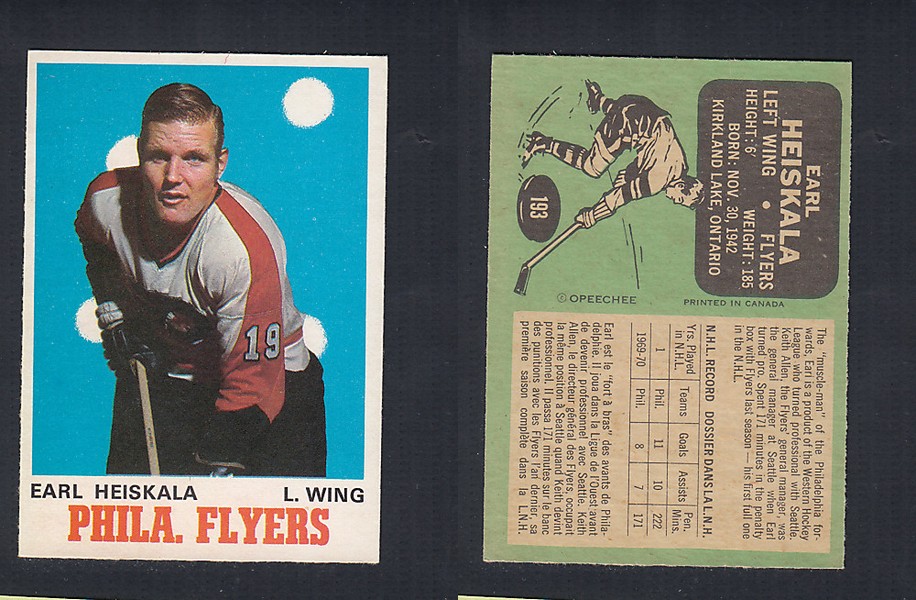 19
EARL HEISKALA L. WING
PHILA. FLYERS
EARL
HEISKALA
LEFT WING • FLYERS
HEIGHT: 6' WEIGHT: 185
BORN: NOV. 30, 1942
KIRKLAND LAKE, ONTARIO
193
© OPEECHEE PRINTED IN CANADA
The "muscle-man" of the Philadelphia for-
wards, Earl is a product of the Western Hockey
League who turned professional with Seattle.
Keith Allen, the Flyers' general manager, was
the general manager at Seattle when Earl
turned pro. Spent 171 minutes in the penalty
box with Flyers last season — his first full one
in the N.H.L.
N.H.L. RECORD DOSSIER DANS LA L.N.H.
Yrs. Played in N.H.L. Teams Goals Assists Pen. Mins.
1 Phil. 11 10 222
1969-70 Phil. 8 7 171
Earl est le "fort à bras" des avants de Phila-
delphie. Il joua dans la Ligue de l'Ouest avant
de devenir professionnel avec Seattle. Keith
Allen, le directeur général des Flyers, occupait
la même position à Seattle quand Keith devint
professionnel. Il passa 171 minutes sur le banc
des punitions avec les Flyers l'an dernier, sa
première saison complète dans la L.N.H.